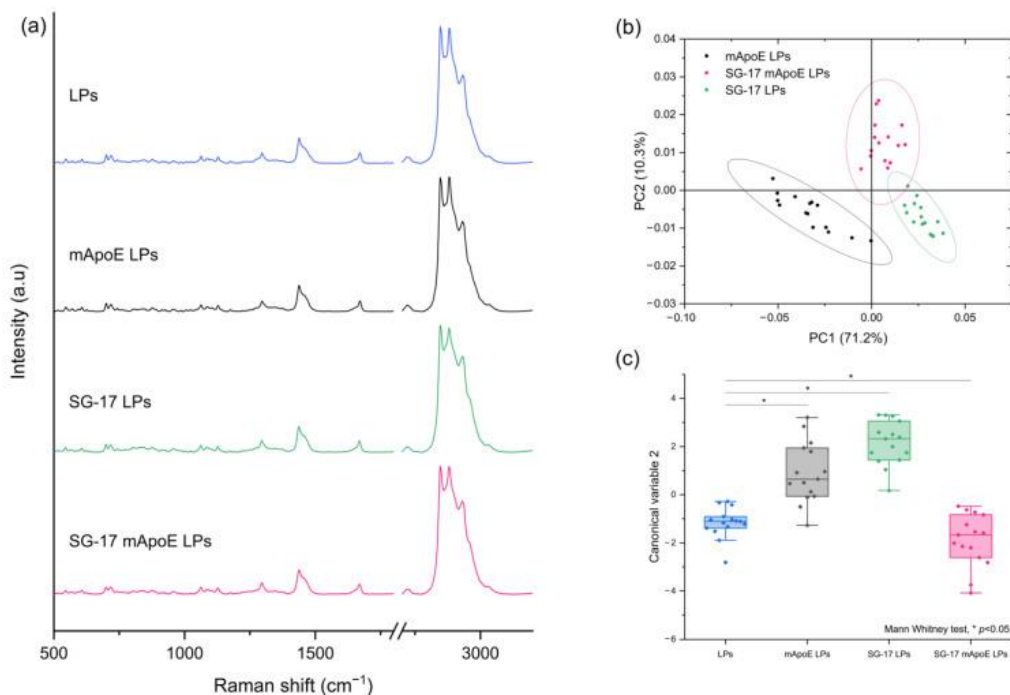 (a)
LPs
mApoE LPs
SG-17 LPs
SG-17 mApoE LPs
Intensity (a.u)
500
1000
1500
3000
Raman shift (cm⁻¹)
(b)
0.04
0.03
0.02
0.01
0.00
−0.01
−0.02
−0.03
−0.10
−0.05
0.00
0.05
PC2 (10.3%)
PC1 (71.2%)
mApoE LPs
SG-17 mApoE LPs
SG-17 LPs
(c)
*
*
*
4
2
0
−2
−4
−6
Canonical variable 2
Mann Whitney test, * p<0.05
LPs
mApoE LPs
SG-17 LPs
SG-17 mApoE LPs